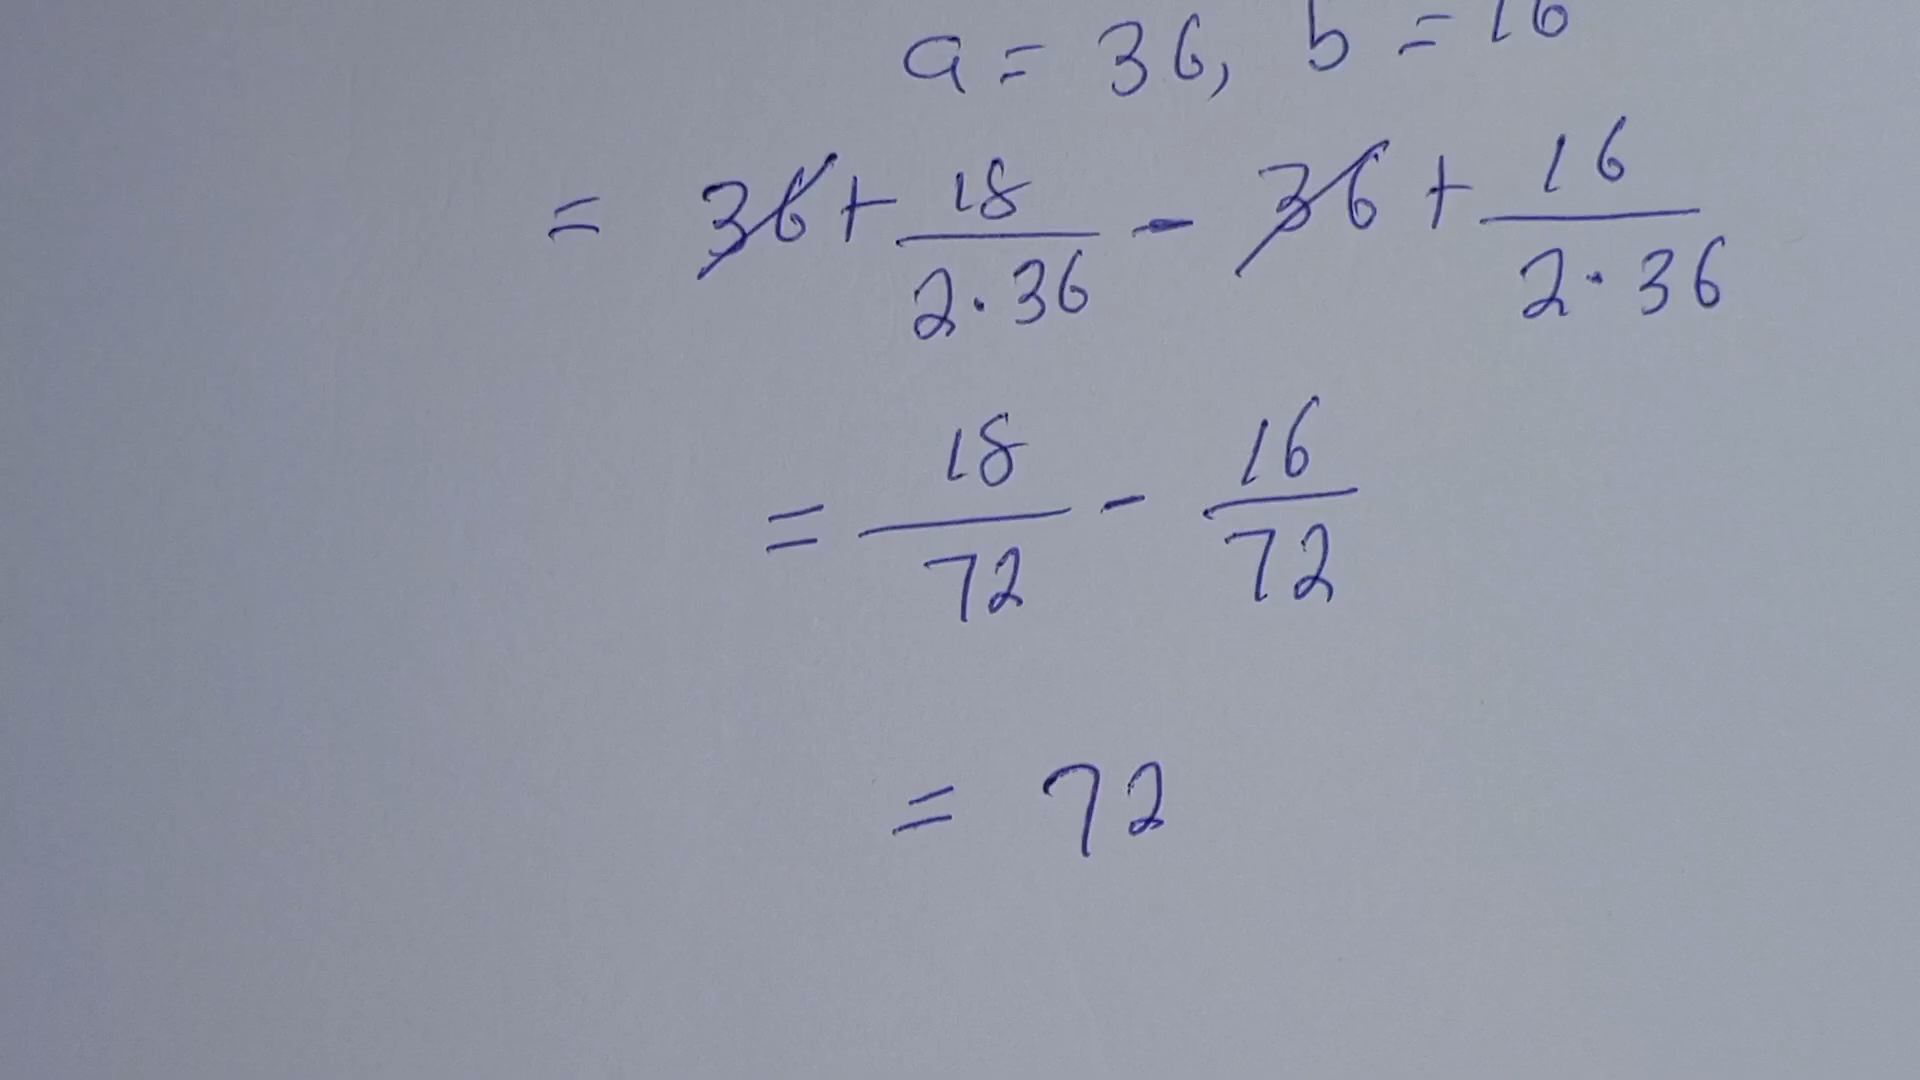 a = 36, b = 16
= 36 + 18/2·36 - 36 + 16/2·36
= 18/72 - 16/72
= 72